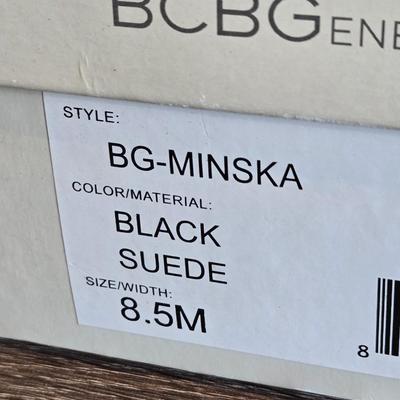 BCBGENE
STYLE:
BG-MINSKA
COLOR/MATERIAL:
BLACK
SUEDE
SIZE/WIDTH:
8.5M
8